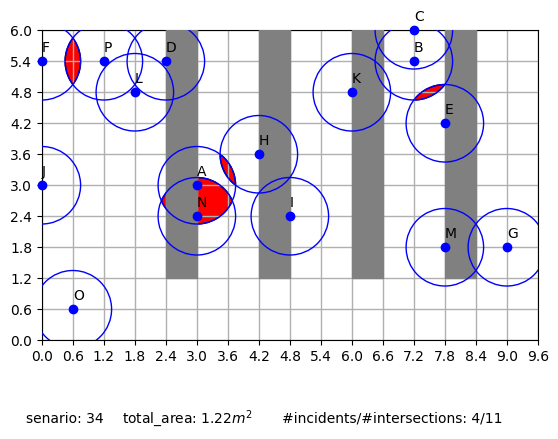 C
6.0
F P D B
5.4
L K
4.8
E
4.2
H
3.6
J A
3.0
N I
2.4
M G
1.8
1.2
O
0.6
0.0
0.0 0.6 1.2 1.8 2.4 3.0 3.6 4.2 4.8 5.4 6.0 6.6 7.2 7.8 8.4 9.0 9.6
senario: 34 total_area: 1.22m² #incidents/#intersections: 4/11